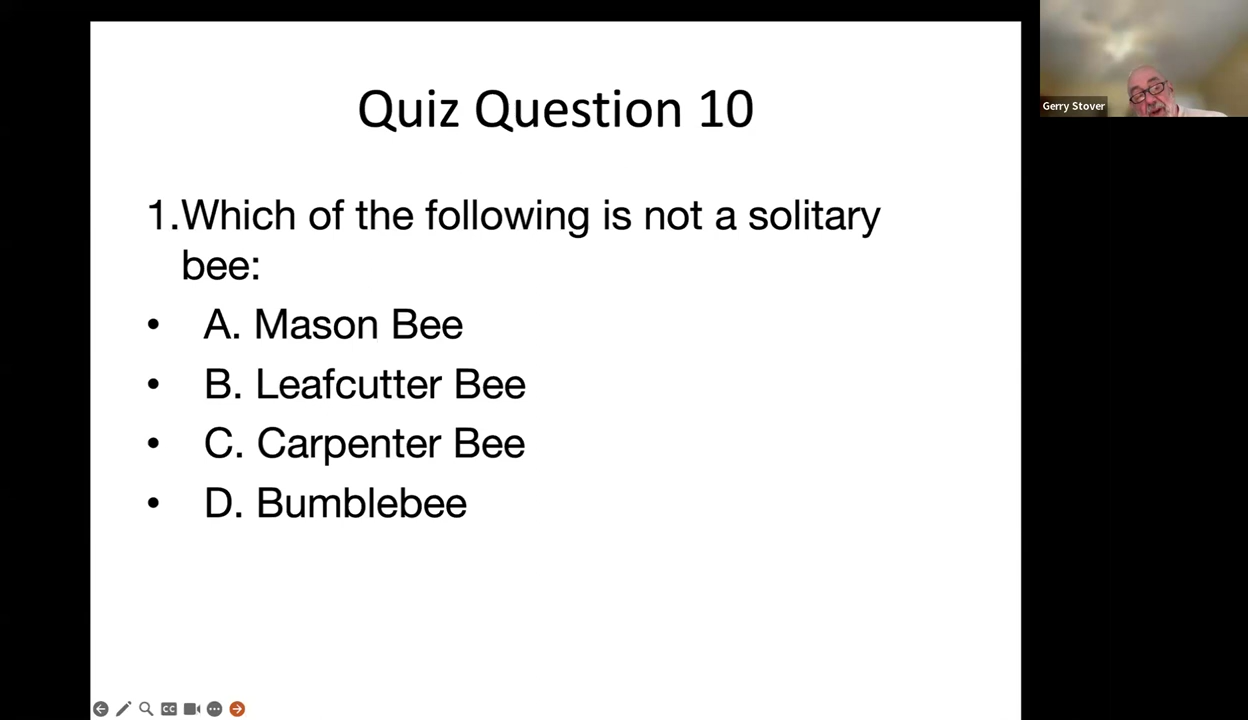 Quiz Question 10
Gerry Stover
1.Which of the following is not a solitary
bee:
• A. Mason Bee
• B. Leafcutter Bee
• C. Carpenter Bee
• D. Bumblebee
CC